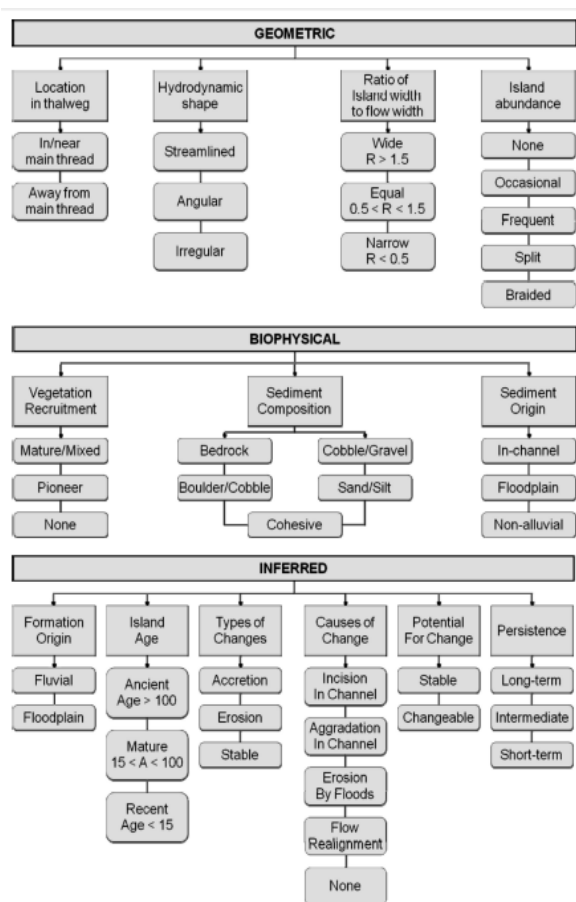 GEOMETRIC
Location
in thalweg
In/near
main thread
Away from
main thread
Hydrodynamic
shape
Streamlined
Angular
Irregular
Ratio of
Island width
to flow width
Wide
R > 1.5
Equal
0.5 < R < 1.5
Narrow
R < 0.5
Island
abundance
None
Occasional
Frequent
Split
Braided
BIOPHYSICAL
Vegetation
Recruitment
Mature/Mixed
Pioneer
None
Sediment
Composition
Bedrock
Boulder/Cobble
Cobble/Gravel
Sand/Silt
Cohesive
Sediment
Origin
In-channel
Floodplain
Non-alluvial
INFERRED
Formation
Origin
Fluvial
Floodplain
Island
Age
Ancient
Age > 100
Mature
15 < A < 100
Recent
Age < 15
Types of
Changes
Accretion
Erosion
Stable
Causes of
Change
Incision
In Channel
Aggradation
In Channel
Erosion
By Floods
Flow
Realignment
None
Potential
For Change
Stable
Changeable
Persistence
Long-term
Intermediate
Short-term